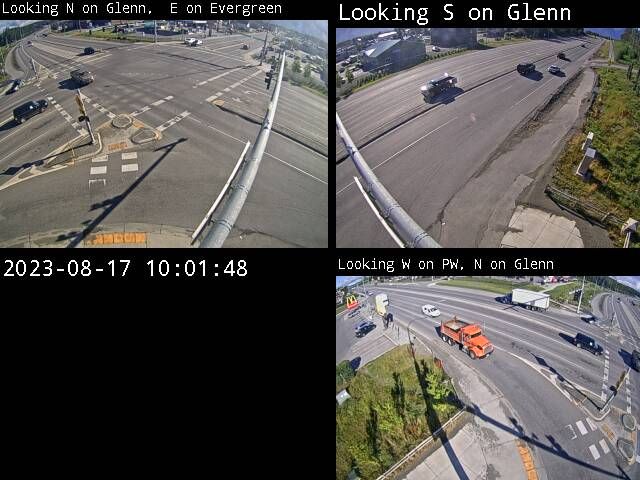 Looking N on Glenn, E on Evergreen
Looking S on Glenn
2023-08-17 10:01:48
Looking W on PW, N on Glenn